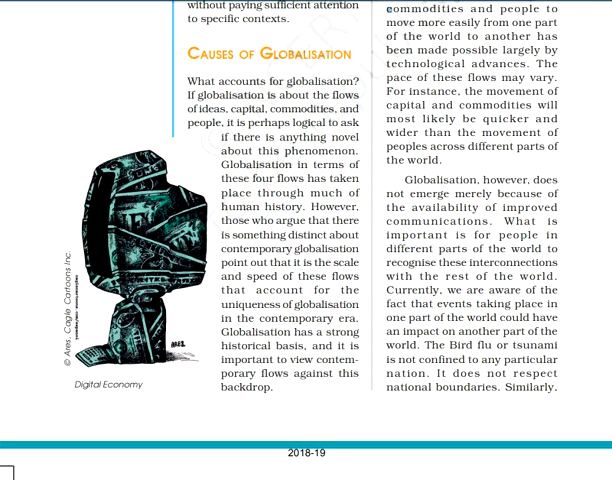 without paying sufficient attention
to specific contexts.
CAUSES OF GLOBALISATION
What accounts for globalisation?
If globalisation is about the flows
of ideas, capital, commodities, and
people, it is perhaps logical to ask
if there is anything novel
about this phenomenon.
Globalisation in terms of
these four flows has taken
place through much of
human history. However,
those who argue that there
is something distinct about
contemporary globalisation
point out that it is the scale
and speed of these flows
that account for the
uniqueness of globalisation
in the contemporary era.
Globalisation has a strong
historical basis, and it is
important to view contem-
porary flows against this
backdrop.
© Ares, Cagle Cartoons Inc.
ARES
Digital Economy
commodities and people to
move more easily from one part
of the world to another has
been made possible largely by
technological advances. The
pace of these flows may vary.
For instance, the movement of
capital and commodities will
most likely be quicker and
wider than the movement of
peoples across different parts of
the world.
Globalisation, however, does
not emerge merely because of
the availability of improved
communications. What is
important is for people in
different parts of the world to
recognise these interconnections
with the rest of the world.
Currently, we are aware of the
fact that events taking place in
one part of the world could have
an impact on another part of the
world. The Bird flu or tsunami
is not confined to any particular
nation. It does not respect
national boundaries. Similarly,
2018-19